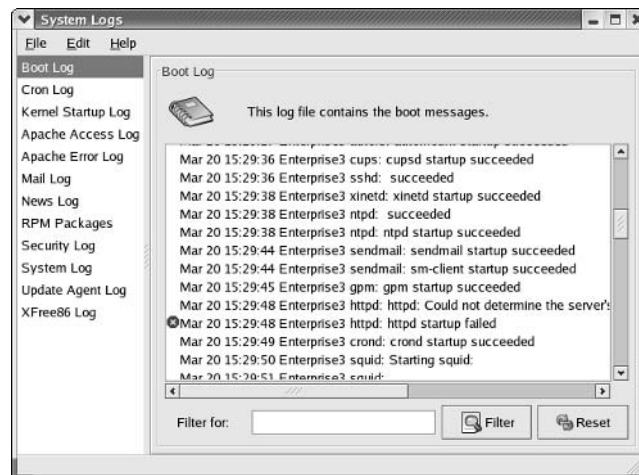 System Logs
File Edit Help
Boot Log
Cron Log
Kernel Startup Log
Apache Access Log
Apache Error Log
Mail Log
News Log
RPM Packages
Security Log
System Log
Update Agent Log
XFree86 Log
Boot Log
This log file contains the boot messages.
Mar 20 15:29:36 Enterprise3 cups: cupsd startup succeeded
Mar 20 15:29:36 Enterprise3 sshd: succeeded
Mar 20 15:29:38 Enterprise3 xinetd: xinetd startup succeeded
Mar 20 15:29:38 Enterprise3 ntpd: succeeded
Mar 20 15:29:38 Enterprise3 ntpd: ntpd startup succeeded
Mar 20 15:29:44 Enterprise3 sendmail: sendmail startup succeeded
Mar 20 15:29:44 Enterprise3 sendmail: sm-client startup succeeded
Mar 20 15:29:45 Enterprise3 gpm: gpm startup succeeded
Mar 20 15:29:48 Enterprise3 httpd: httpd: Could not determine the server's
Mar 20 15:29:48 Enterprise3 httpd: httpd startup failed
Mar 20 15:29:49 Enterprise3 crond: crond startup succeeded
Mar 20 15:29:50 Enterprise3 squid: Starting squid:
Mar 20 15:29:51 Enterprise3 squid:
Filter for: Filter Reset